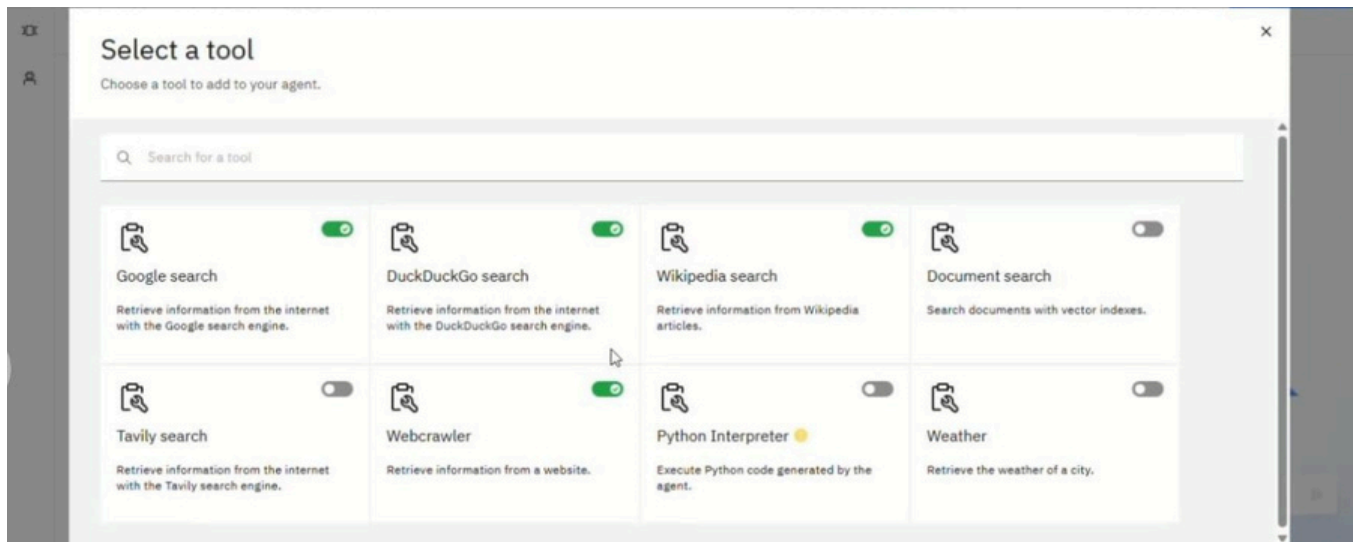 Select a tool
Choose a tool to add to your agent.
Search for a tool
Google search
Retrieve information from the internet
with the Google search engine.
DuckDuckGo search
Retrieve information from the internet
with the DuckDuckGo search engine.
Wikipedia search
Retrieve information from Wikipedia
articles.
Document search
Search documents with vector indexes.
Tavily search
Retrieve information from the internet
with the Tavily search engine.
Webcrawler
Retrieve information from a website.
Python Interpreter
Execute Python code generated by the
agent.
Weather
Retrieve the weather of a city.